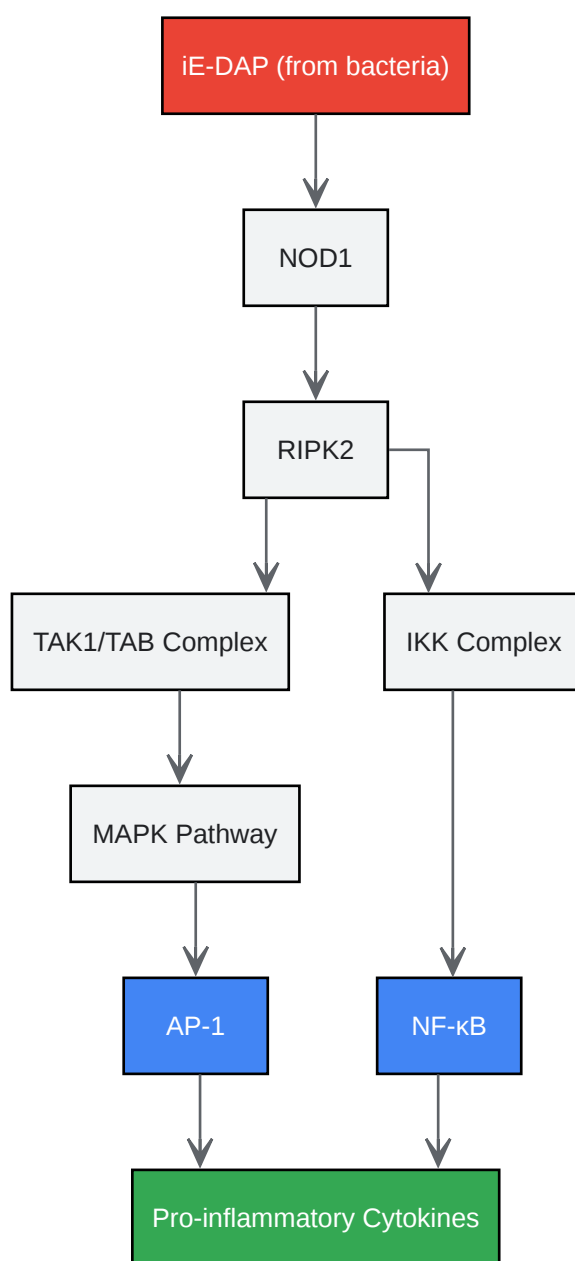 iE-DAP (from bacteria)
NOD1
RIPK2
TAK1/TAB Complex
IKK Complex
MAPK Pathway
AP-1
NF-κB
Pro-inflammatory Cytokines